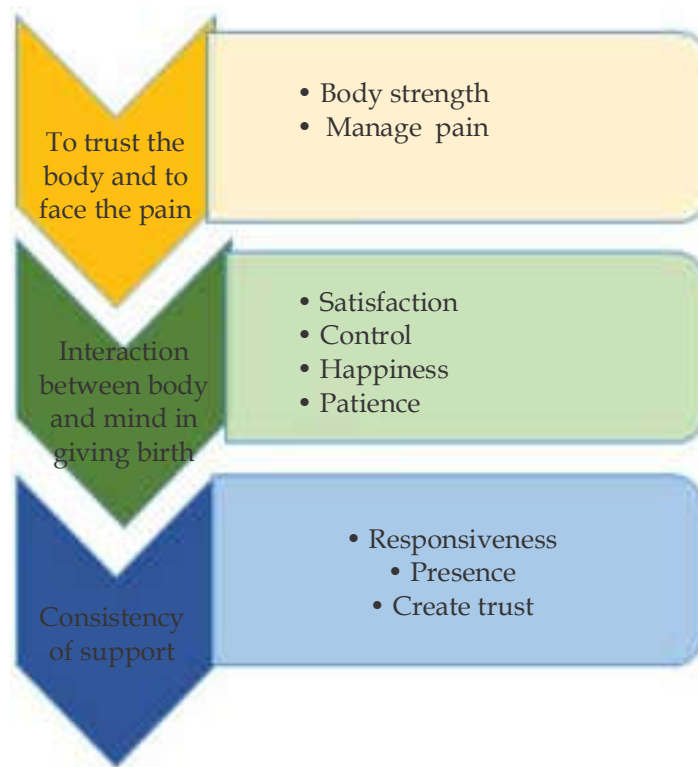 To trust the
body and to
face the pain
• Body strength
• Manage pain
Interaction
between body
and mind in
giving birth
• Satisfaction
• Control
• Happiness
• Patience
Consistency
of support
• Responsiveness
• Presence
• Create trust